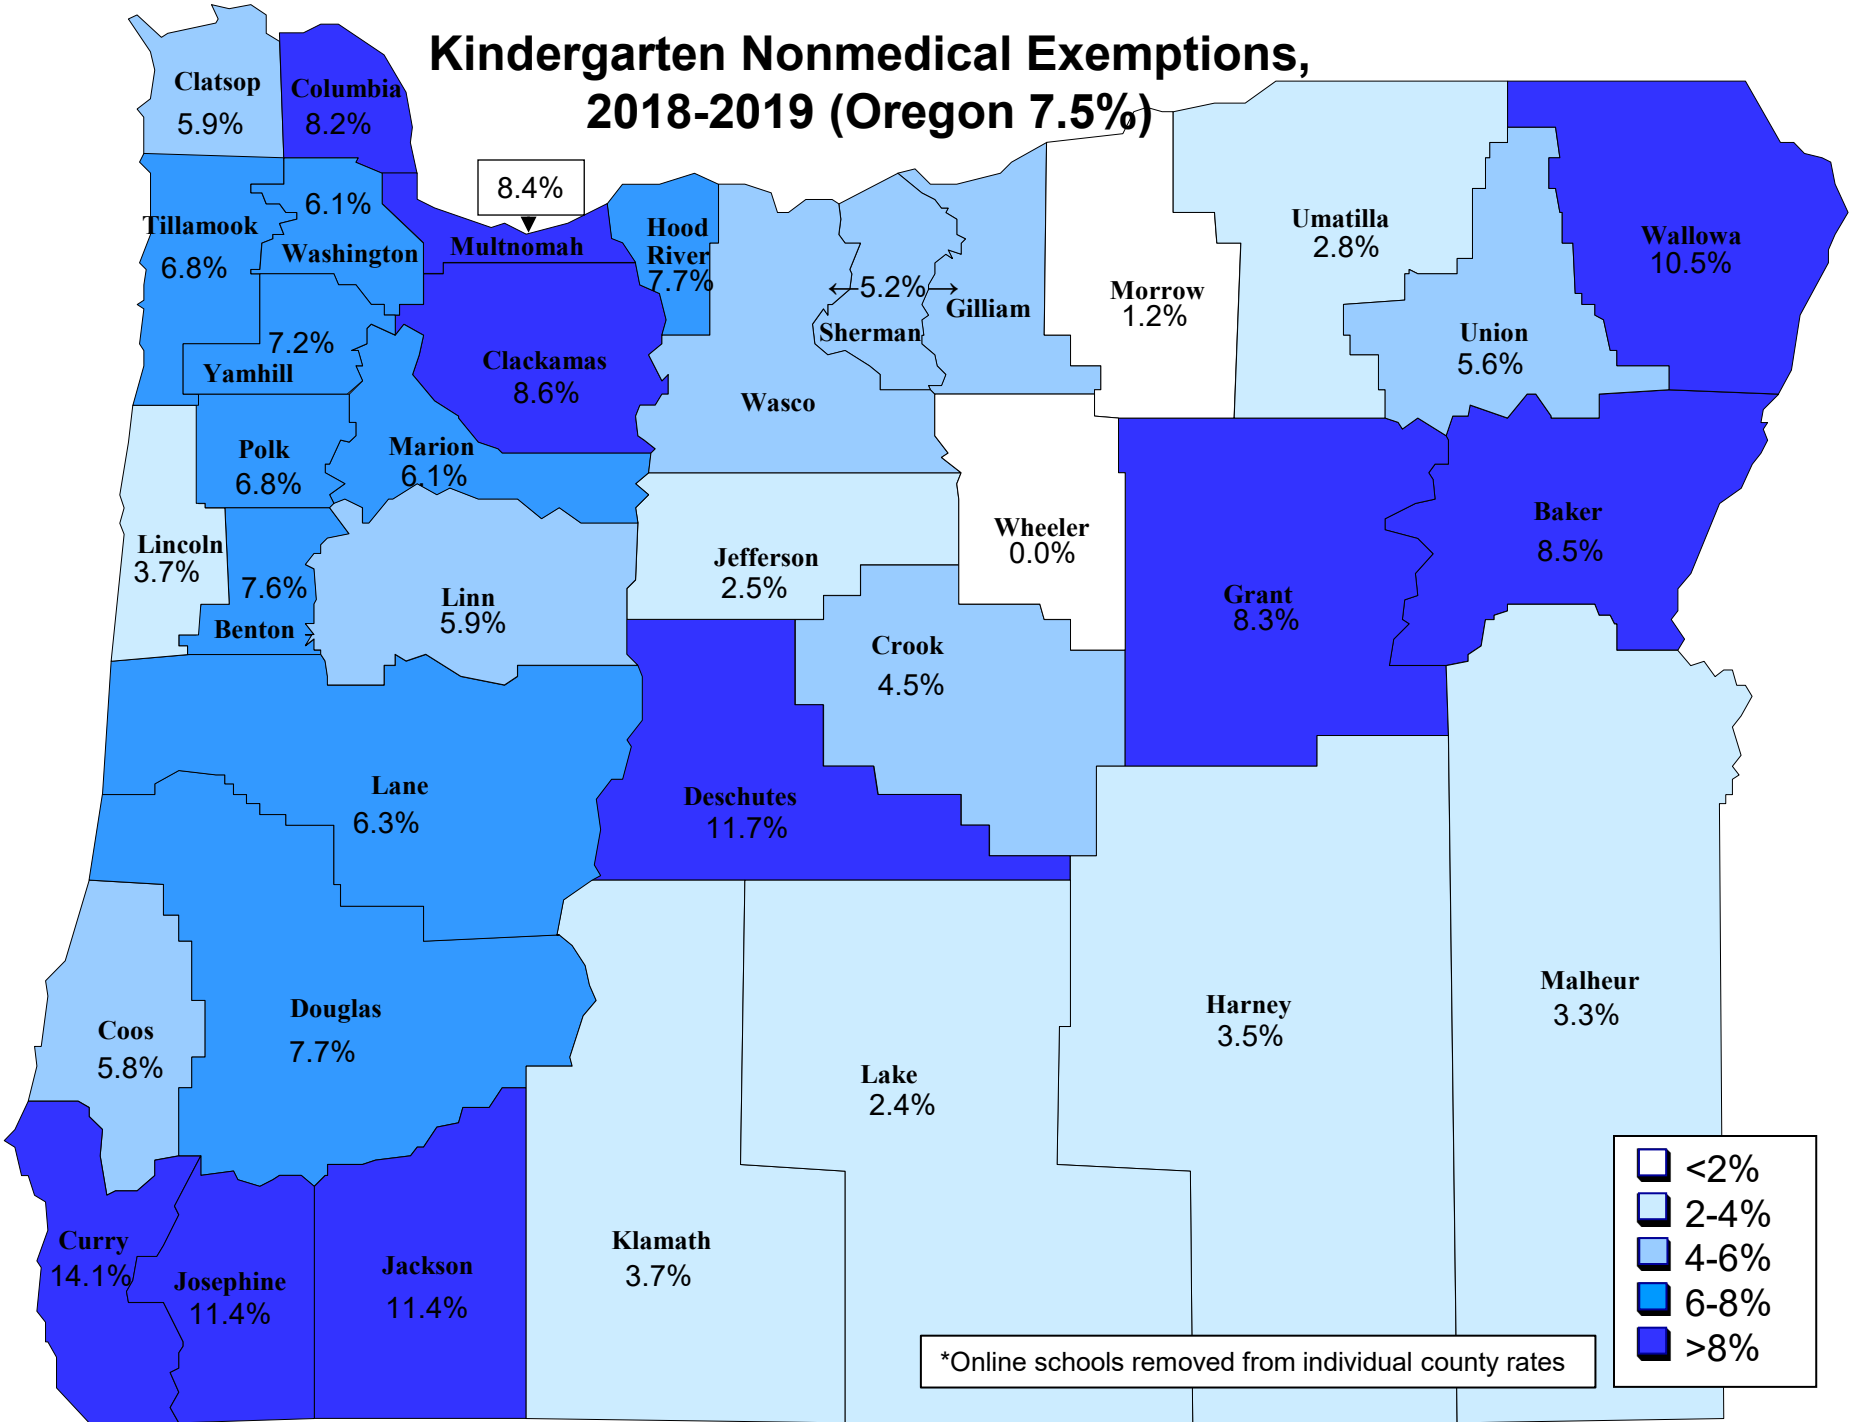 Kindergarten Nonmedical Exemptions,
2018-2019 (Oregon 7.5%)
Clatsop
5.9%
Columbia
8.2%
8.4%
Multnomah
Tillamook
6.8%
6.1%
Washington
Hood
River
7.7%
7.2%
Yamhill
Clackamas
8.6%
Wasco
←5.2%→
Sherman
Gilliam
Morrow
1.2%
Umatilla
2.8%
Union
5.6%
Wallowa
10.5%
Polk
6.8%
Marion
6.1%
Lincoln
3.7%
7.6%
Benton
Linn
5.9%
Jefferson
2.5%
Wheeler
0.0%
Crook
4.5%
Grant
8.3%
Baker
8.5%
Lane
6.3%
Deschutes
11.7%
Douglas
7.7%
Coos
5.8%
Harney
3.5%
Malheur
3.3%
Lake
2.4%
Klamath
3.7%
Curry
14.1%
Josephine
11.4%
Jackson
11.4%
<2%
2-4%
4-6%
6-8%
>8%
*Online schools removed from individual county rates